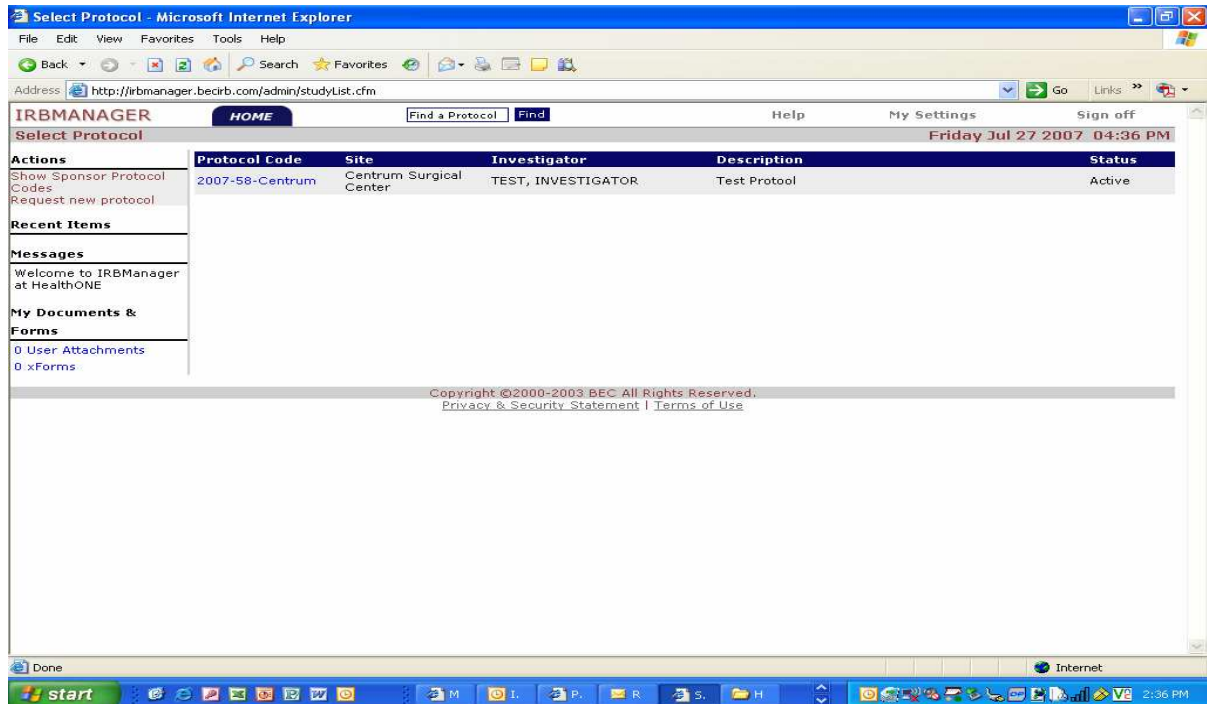 Select Protocol - Microsoft Internet Explorer
File Edit View Favorites Tools Help
Back Search Favorites
Address http://irbmanager.becirb.com/admin/studyList.cfm Go Links »
IRBMANAGER HOME Find a Protocol Find Help My Settings Sign off
Select Protocol Friday Jul 27 2007 04:36 PM
Actions
Show Sponsor Protocol
Codes
Request new protocol
Recent Items
Messages
Welcome to IRBManager
at HealthONE
My Documents &
Forms
0 User Attachments
0 xForms
Protocol Code Site Investigator Description Status
2007-58-Centrum Centrum Surgical Center TEST, INVESTIGATOR Test Protool Active
Copyright ©2000-2003 BEC All Rights Reserved.
Privacy & Security Statement | Terms of Use
Done Internet
start M I. P. R S. H 2:36 PM